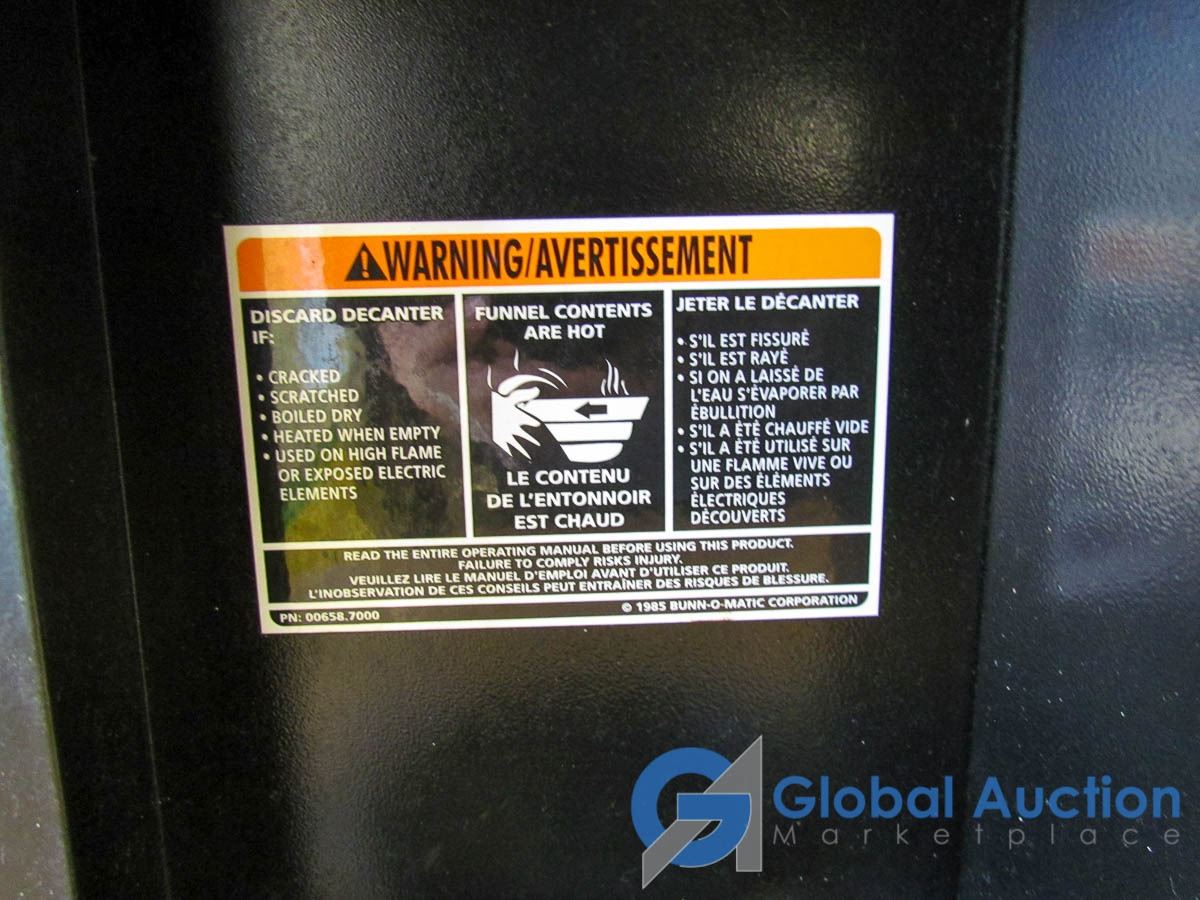 WARNING/AVERTISSEMENT
DISCARD DECANTER
IF:
• CRACKED
• SCRATCHED
• BOILED DRY
• HEATED WHEN EMPTY
• USED ON HIGH FLAME
OR EXPOSED ELECTRIC
ELEMENTS
FUNNEL CONTENTS
ARE HOT
LE CONTENU
DE L'ENTONNOIR
EST CHAUD
JETER LE DÉCANTER
• S'IL EST FISSURÉ
• S'IL EST RAYÉ
• SI ON A LAISSÉ DE
L'EAU S'ÉVAPORER PAR
ÉBULLITION
• S'IL A ÉTÉ CHAUFFÉ VIDE
• S'IL A ÉTÉ UTILISÉ SUR
UNE FLAMME VIVE OU
SUR DES ÉLÉMENTS
ÉLECTRIQUES
DÉCOUVERTS
READ THE ENTIRE OPERATING MANUAL BEFORE USING THIS PRODUCT.
FAILURE TO COMPLY RISKS INJURY.
VEUILLEZ LIRE LE MANUEL D'EMPLOI AVANT D'UTILISER CE PRODUIT.
L'INOBSERVATION DE CES CONSEILS PEUT ENTRAÎNER DES RISQUES DE BLESSURE.
PN: 00658.7000
© 1985 BUNN-O-MATIC CORPORATION
Global Auction
Marketplace